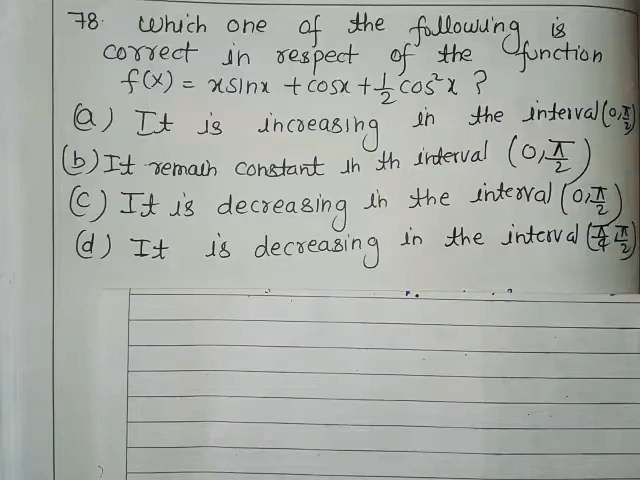 78. Which one of the following is
correct in respect of the function
f(x) = xsinx + cosx + 1/2 cos²x ?
(a) It is increasing in the interval (0, π/2)
(b) It remain constant in th interval (0, π/2)
(c) It is decreasing in the interval (0, π/2)
(d) It is decreasing in the interval (π/4, π/2)